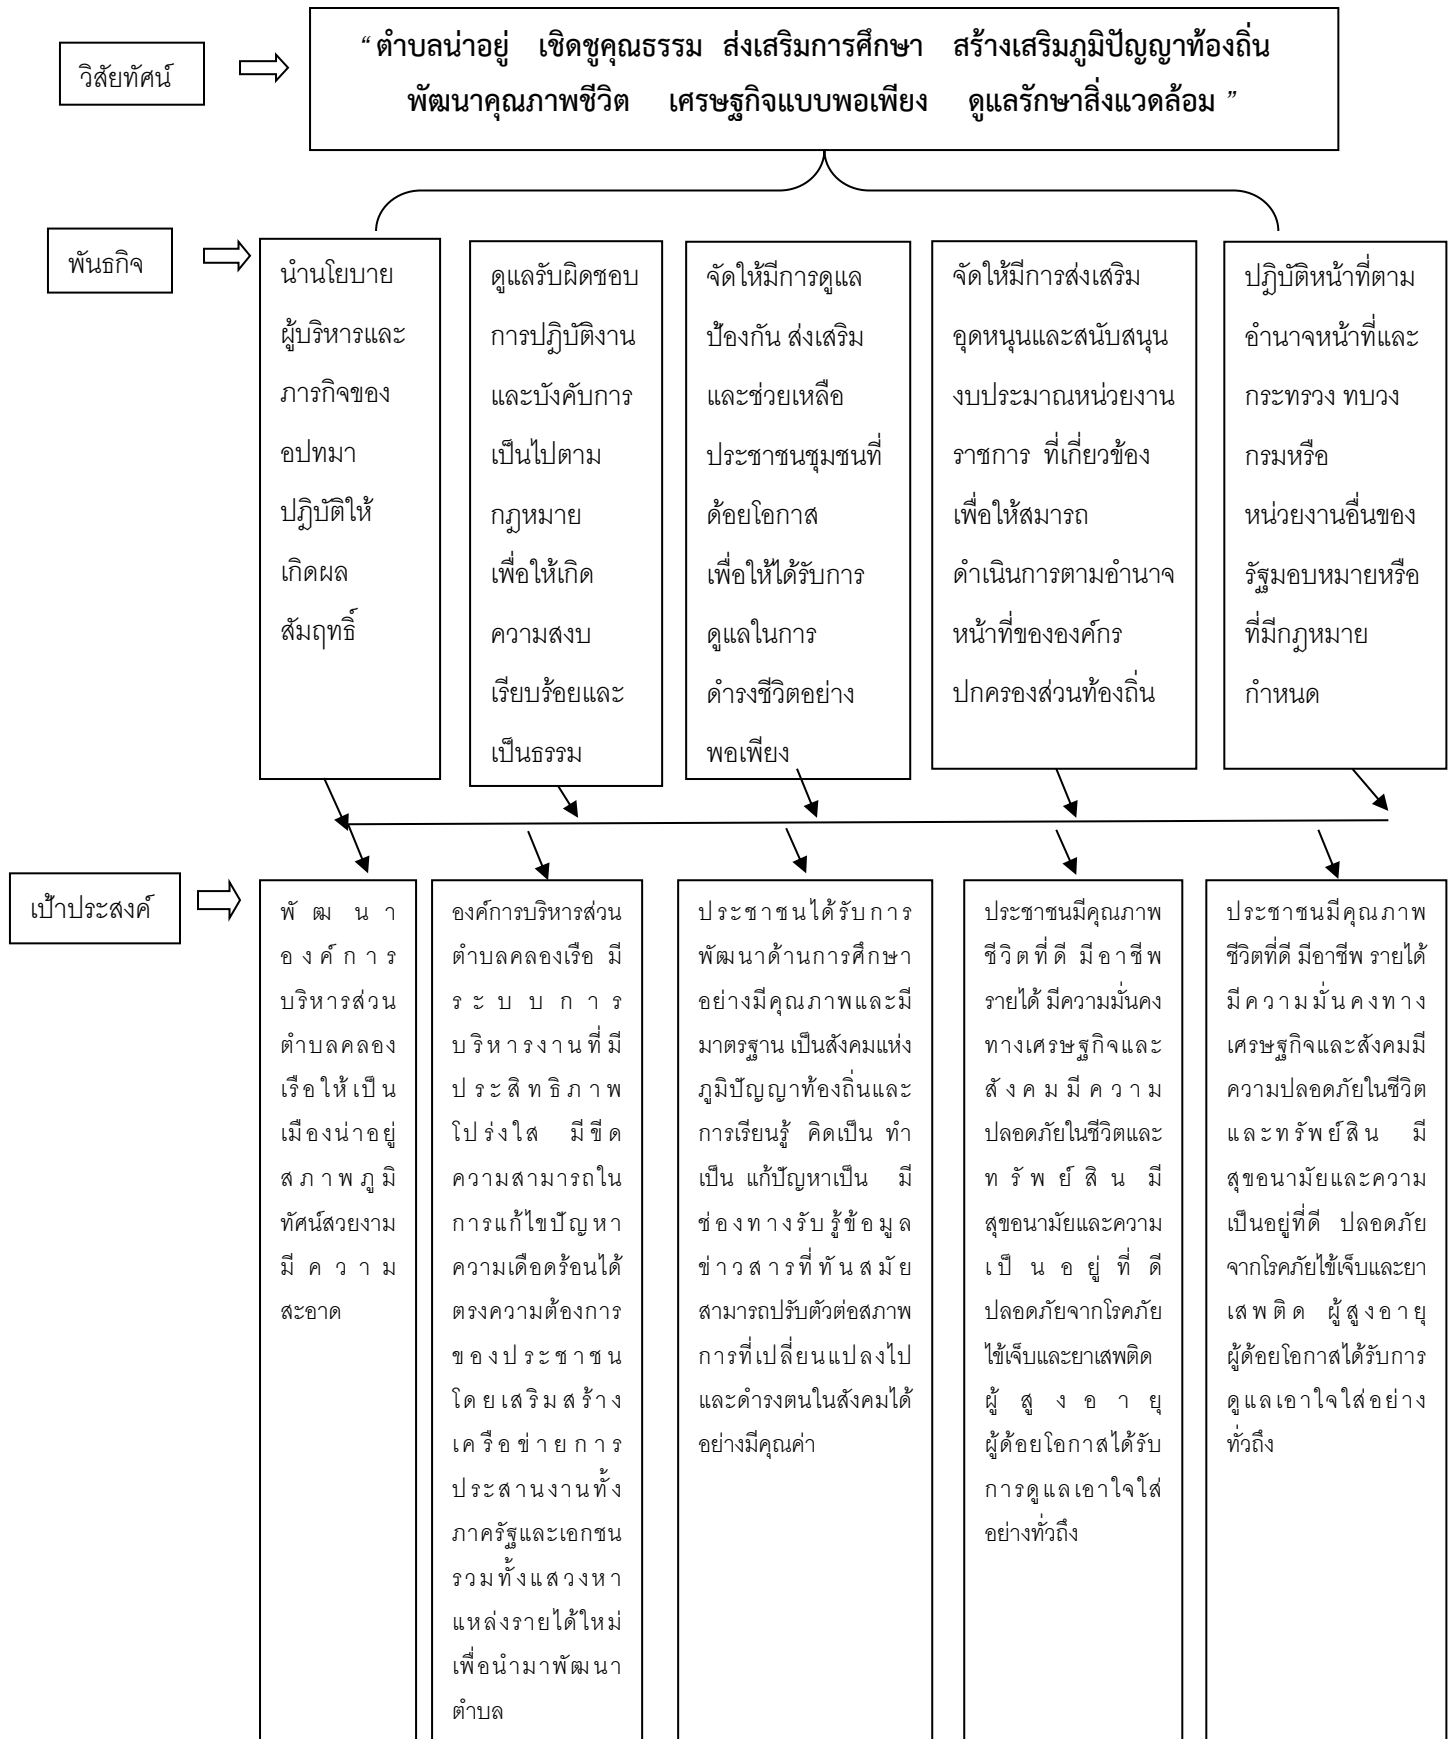 วิสัยทัศน์
“ ตำบลน่าอยู่ เชิดชูคุณธรรม ส่งเสริมการศึกษา สร้างเสริมภูมิปัญญาท้องถิ่น
พัฒนาคุณภาพชีวิต เศรษฐกิจแบบพอเพียง ดูแลรักษาสิ่งแวดล้อม ”
พันธกิจ
นำนโยบาย
ผู้บริหารและ
ภารกิจของ
อปทมา
ปฎิบัติให้
เกิดผล
สัมฤทธิ์
ดูแลรับผิดชอบ
การปฎิบัติงาน
และบังคับการ
เป็นไปตาม
กฎหมาย
เพื่อให้เกิด
ความสงบ
เรียบร้อยและ
เป็นธรรม
จัดให้มีการดูแล
ป้องกัน ส่งเสริม
และช่วยเหลือ
ประชาชนชุมชนที่
ด้อยโอกาส
เพื่อให้ได้รับการ
ดูแลในการ
ดำรงชีวิตอย่าง
พอเพียง
จัดให้มีการส่งเสริม
อุดหนุนและสนับสนุน
งบประมาณหน่วยงาน
ราชการ ที่เกี่ยวข้อง
เพื่อให้สมารถ
ดำเนินการตามอำนาจ
หน้าที่ขององค์กร
ปกครองส่วนท้องถิ่น
ปฎิบัติหน้าที่ตาม
อำนาจหน้าที่และ
กระทรวง ทบวง
กรมหรือ
หน่วยงานอื่นของ
รัฐมอบหมายหรือ
ที่มีกฎหมาย
กำหนด
เป้าประสงค์
พัฒนา
องค์การ
บริหารส่วน
ตำบลคลอง
เรือให้เป็น
เมืองน่าอยู่
สภาพภูมิ
ทัศน์สวยงาม
มีความ
สะอาด
องค์การบริหารส่วน
ตำบลคลองเรือ มี
ระบบการ
บริหารงานที่มี
ประสิทธิภาพ
โปร่งใส มีขีด
ความสามารถใน
การแก้ไขปัญหา
ความเดือดร้อนได้
ตรงความต้องการ
ของประชาชน
โดยเสริมสร้าง
เครือข่ายการ
ประสานงานทั้ง
ภาครัฐและเอกชน
รวมทั้งแสวงหา
แหล่งรายได้ใหม่
เพื่อนำมาพัฒนา
ตำบล
ประชาชนได้รับการ
พัฒนาด้านการศึกษา
อย่างมีคุณภาพและมี
มาตรฐาน เป็นสังคมแห่ง
ภูมิปัญญาท้องถิ่นและ
การเรียนรู้ คิดเป็น ทำ
เป็น แก้ปัญหาเป็น มี
ช่องทางรับรู้ข้อมูล
ข่าวสารที่ทันสมัย
สามารถปรับตัวต่อสภาพ
การที่เปลี่ยนแปลงไป
และดำรงตนในสังคมได้
อย่างมีคุณค่า
ประชาชนมีคุณภาพ
ชีวิตที่ดี มีอาชีพ
รายได้ มีความมั่นคง
ทางเศรษฐกิจและ
สังคมมีความ
ปลอดภัยในชีวิตและ
ทรัพย์สิน มี
สุขอนามัยและความ
เป็นอยู่ที่ดี
ปลอดภัยจากโรคภัย
ไข้เจ็บและยาเสพติด
ผู้สูงอายุ
ผู้ด้อยโอกาสได้รับ
การดูแลเอาใจใส่
อย่างทั่วถึง
ประชาชนมีคุณภาพ
ชีวิตที่ดี มีอาชีพ รายได้
มีความมั่นคงทาง
เศรษฐกิจและสังคมมี
ความปลอดภัยในชีวิต
และทรัพย์สิน มี
สุขอนามัยและความ
เป็นอยู่ที่ดี ปลอดภัย
จากโรคภัยไข้เจ็บและยา
เสพติด ผู้สูงอายุ
ผู้ด้อยโอกาสได้รับการ
ดูแลเอาใจใส่อย่าง
ทั่วถึง